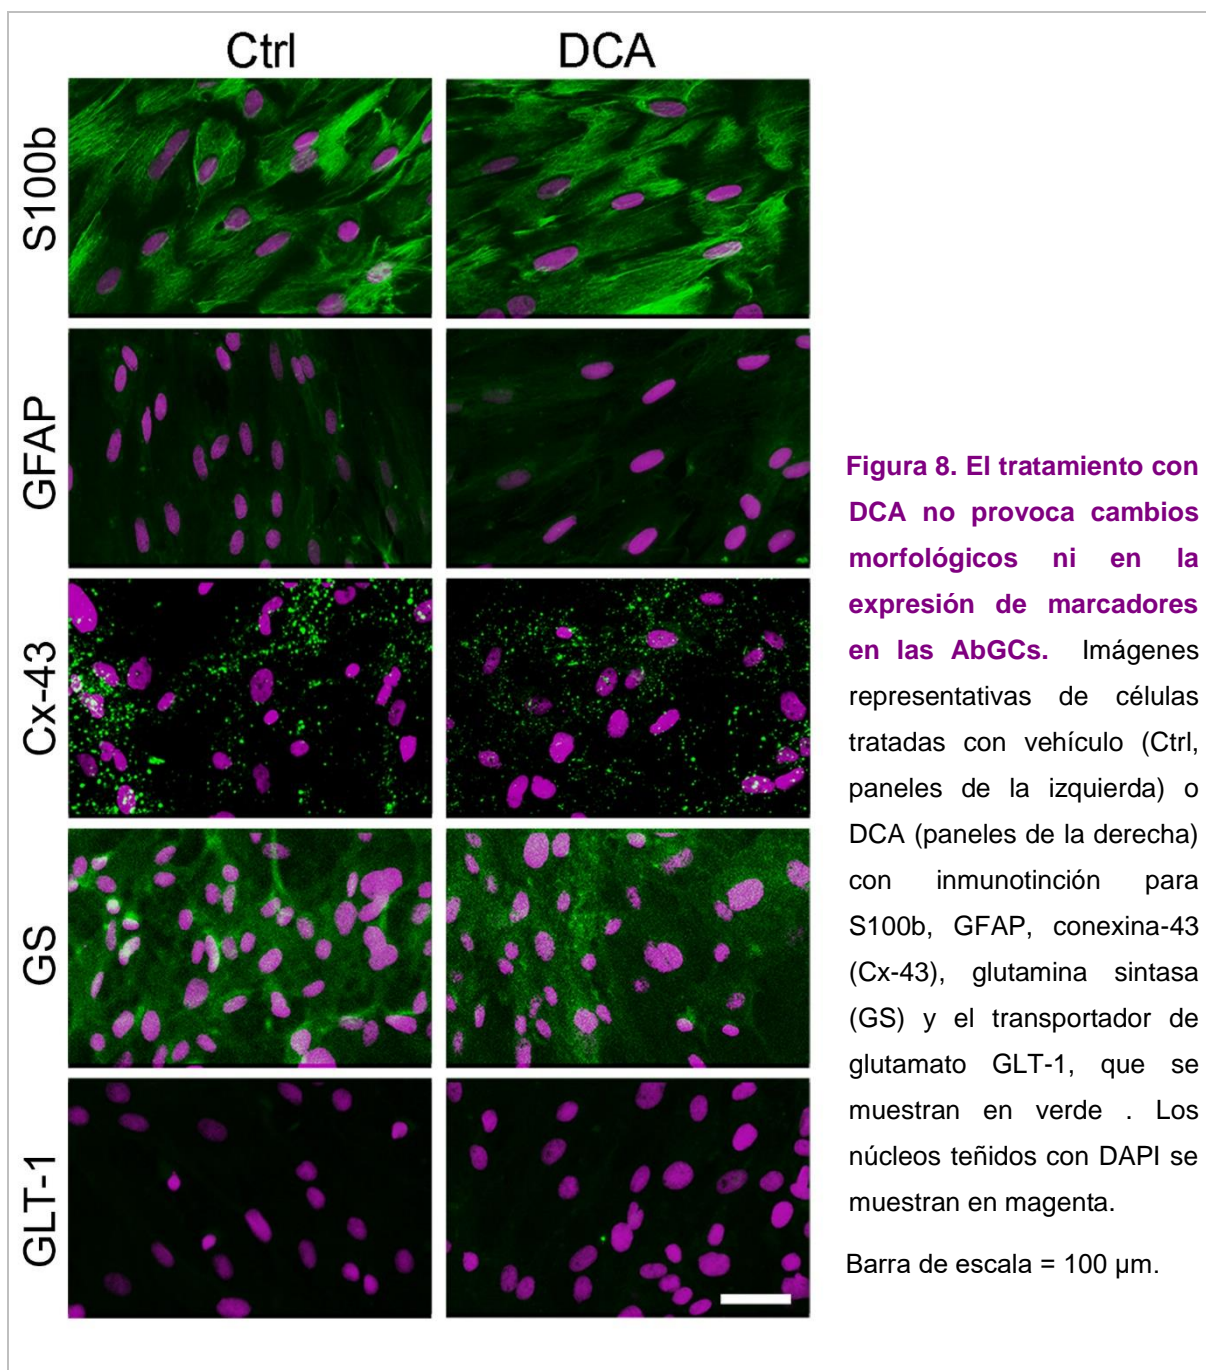 Ctrl
DCA
S100b
GFAP
Cx-43
GS
GLT-1
Figura 8. El tratamiento con
DCA no provoca cambios
morfológicos ni en la
expresión de marcadores
en las AbGCs. Imágenes
representativas de células
tratadas con vehículo (Ctrl,
paneles de la izquierda) o
DCA (paneles de la derecha)
con inmunotinción para
S100b, GFAP, conexina-43
(Cx-43), glutamina sintasa
(GS) y el transportador de
glutamato GLT-1, que se
muestran en verde . Los
núcleos teñidos con DAPI se
muestran en magenta.
Barra de escala = 100 µm.